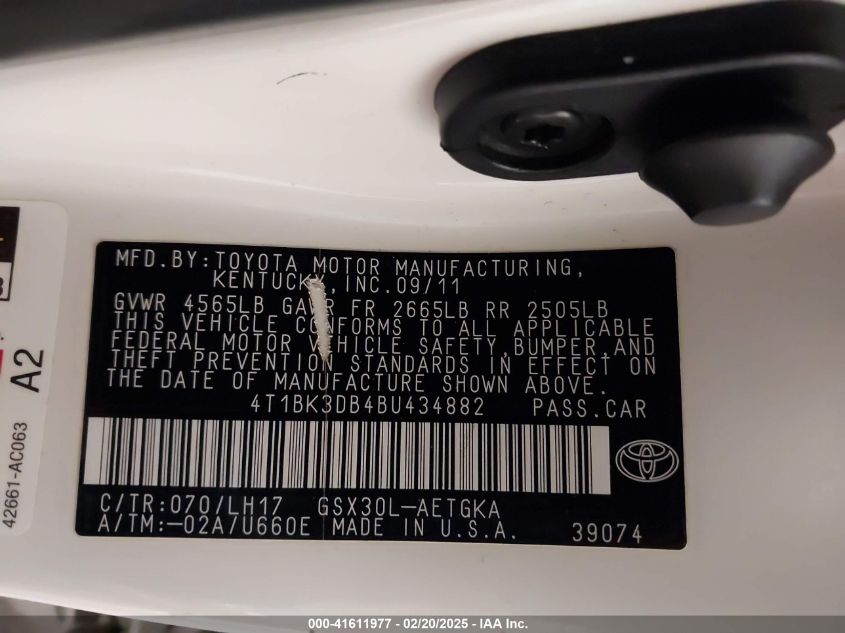 MFD.BY:TOYOTA MOTOR MANUFACTURING,
KENTUCKY,INC.09/11
GVWR 4565LB GAWR FR 2665LB RR 2505LB
THIS VEHICLE CONFORMS TO ALL APPLICABLE
FEDERAL MOTOR VEHICLE SAFETY,BUMPER,AND
THEFT PREVENTION STANDARDS IN EFFECT ON
THE DATE OF MANUFACTURE SHOWN ABOVE.
4T1BK3DB4BU434882 PASS.CAR
C/TR:070/LH17 GSX30L-AETGKA
A/TM:-02A/U660E MADE IN U.S.A. 39074
A2
42661-AC063
000-41611977 - 02/20/2025 - IAA Inc.